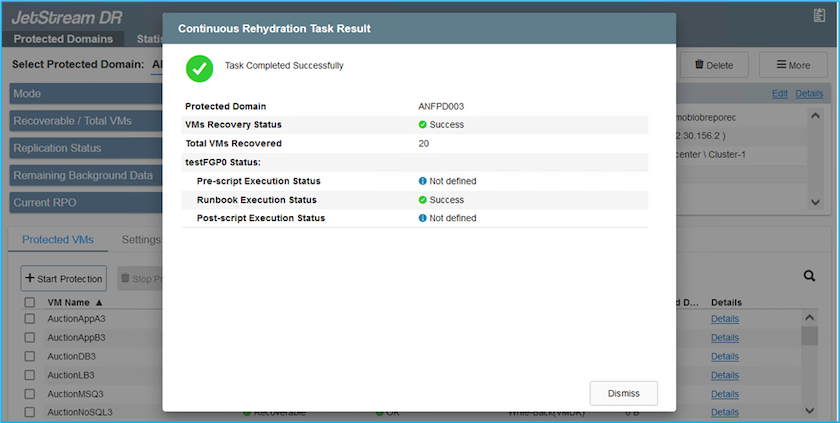 JetStream DR
Protected Domains Statis
Select Protected Domain:
Delete
More
Mode
Edit Details
Recoverable / Total VMs
Replication Status
Remaining Background Data
Current RPO
moblobreporec
2.30.156.2 )
center \ Cluster-1
Continuous Rehydration Task Result
Task Completed Successfully
Protected Domain ANFPD003
VMs Recovery Status Success
Total VMs Recovered 20
testFGP0 Status:
Pre-script Execution Status Not defined
Runbook Execution Status Success
Post-script Execution Status Not defined
Dismiss
Protected VMs Settings
Start Protection Stop Pr
VM Name ▲ d D... Details
AuctionAppA3 Details
AuctionAppB3 Details
AuctionDB3 Details
AuctionLB3 Details
AuctionMSQ3 Details
AuctionNoSQL3 Recoverable OK Write-Back(VMDK) 0 B Details